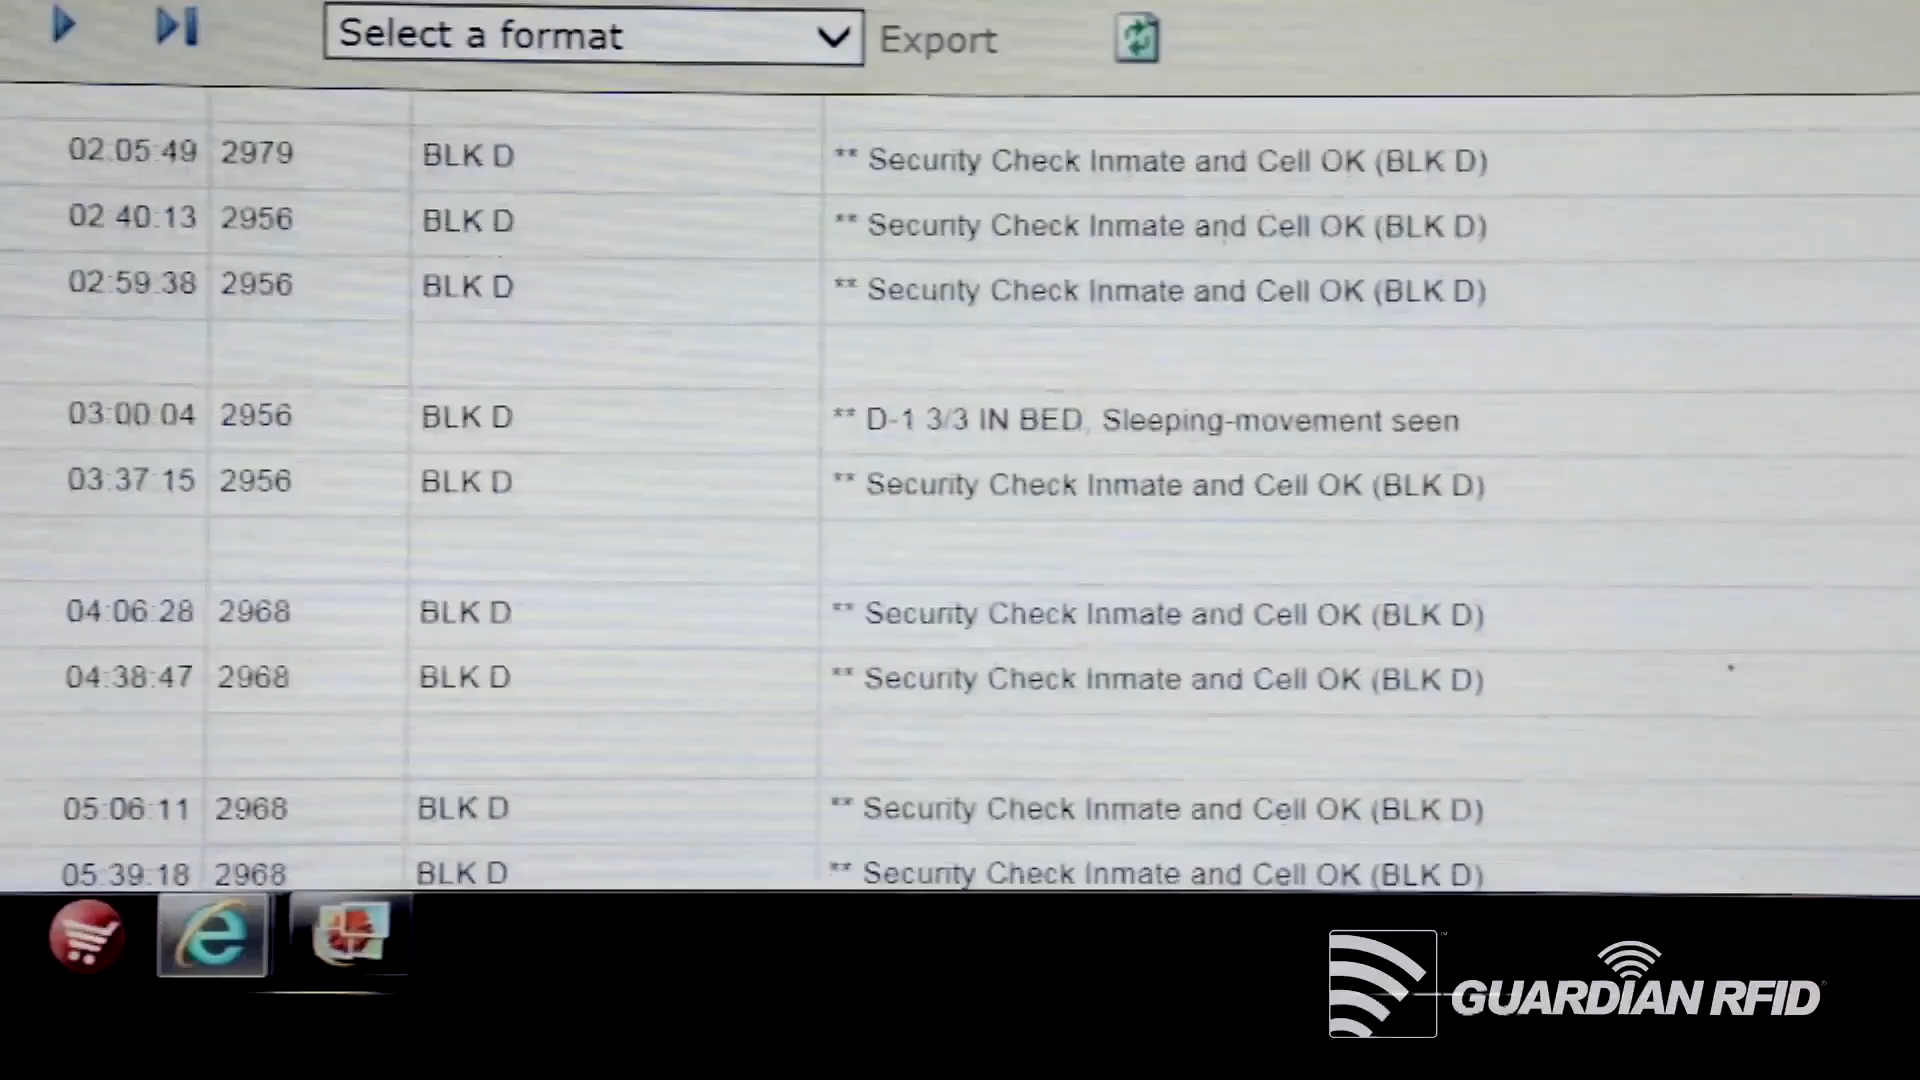 Select a format Export
02:05:49 2979 BLK D ** Security Check Inmate and Cell OK (BLK D)
02:40:13 2956 BLK D ** Security Check Inmate and Cell OK (BLK D)
02:59:38 2956 BLK D ** Security Check Inmate and Cell OK (BLK D)
03:00:04 2956 BLK D ** D-1 3/3 IN BED, Sleeping-movement seen
03:37:15 2956 BLK D ** Security Check Inmate and Cell OK (BLK D)
04:06:28 2968 BLK D ** Security Check Inmate and Cell OK (BLK D)
04:38:47 2968 BLK D ** Security Check Inmate and Cell OK (BLK D)
05:06:11 2968 BLK D ** Security Check Inmate and Cell OK (BLK D)
05:39:18 2968 BLK D ** Security Check Inmate and Cell OK (BLK D)
GUARDIAN RFID